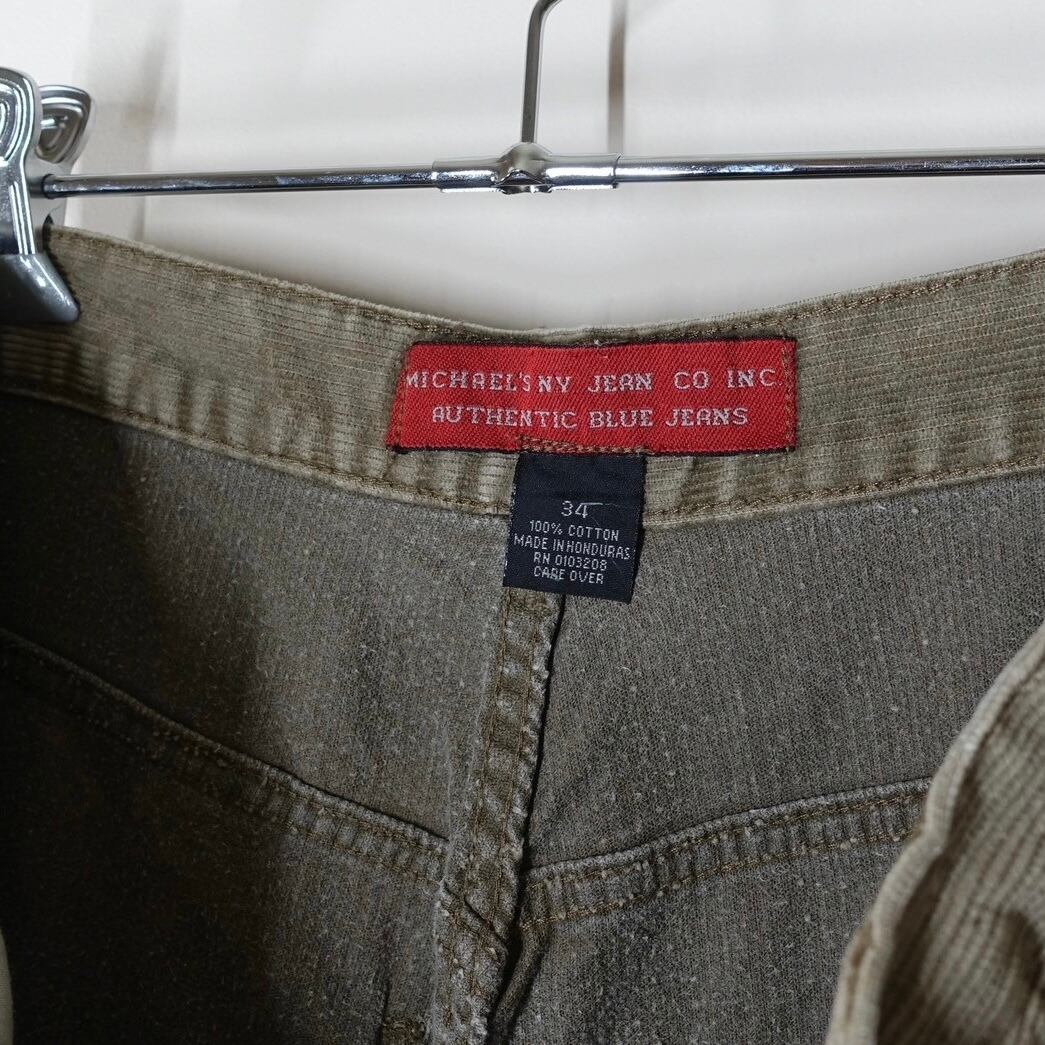 MICHAEL'S NY JEAN CO INC
AUTHENTIC BLUE JEANS
34
100% COTTON
MADE IN HONDURAS
RN 0103208
CARE OVER